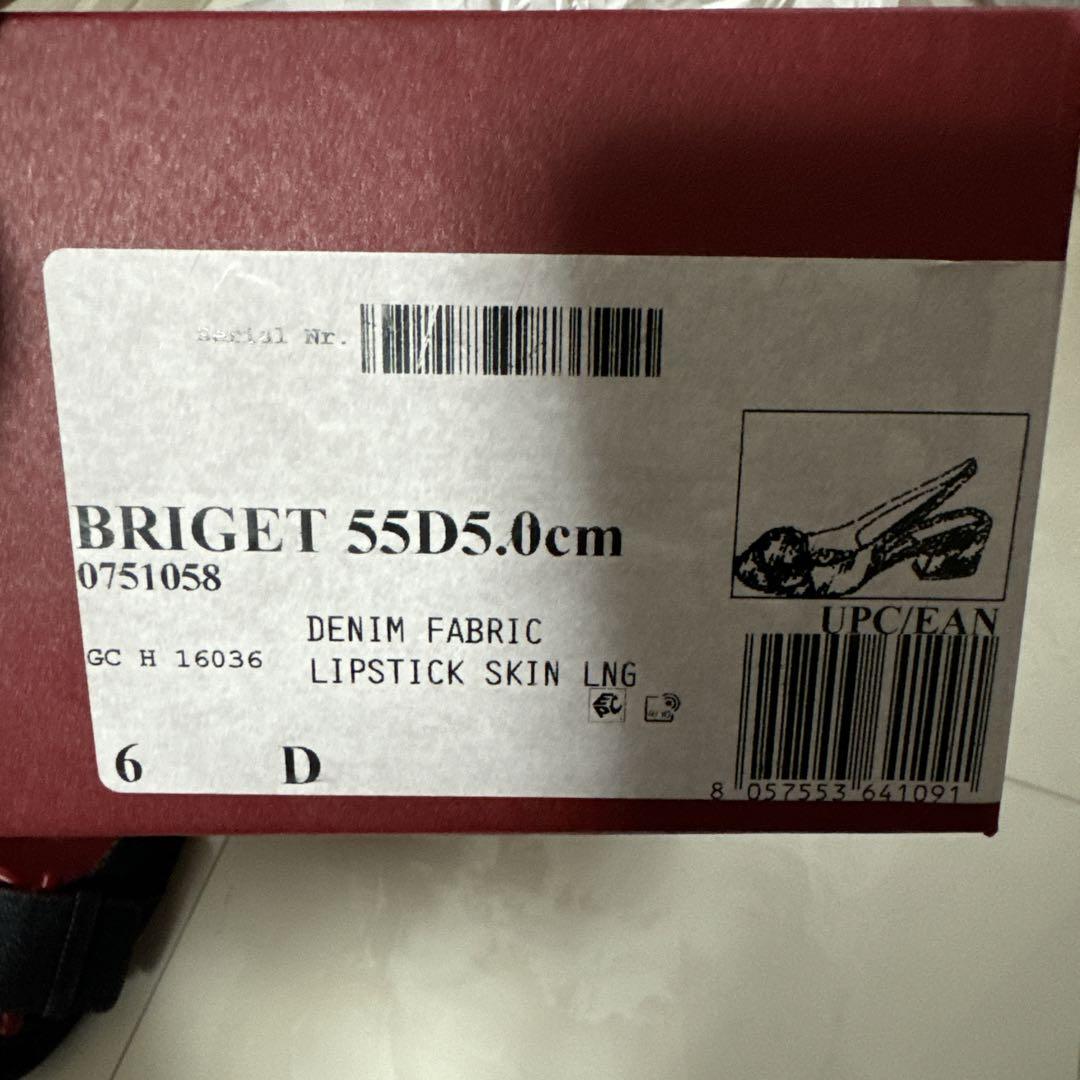 Serial Nr.
BRIGET 55D5.0cm
0751058
DENIM FABRIC
GC H 16036
LIPSTICK SKIN LNG
6 D
UPC/EAN
8 057553 641091